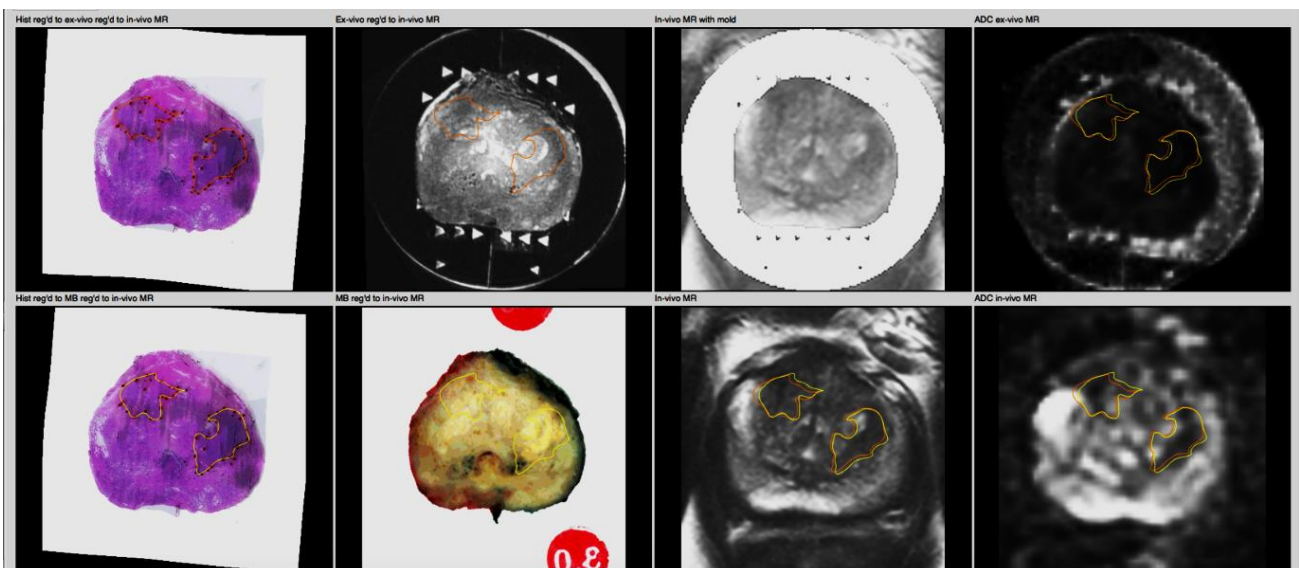 Hist reg'd to ex-vivo reg'd to in-vivo MR
Ex-vivo reg'd to in-vivo MR
In-vivo MR with mold
ADC ex-vivo MR
Hist reg'd to MB reg'd to in-vivo MR
MB reg'd to in-vivo MR
In-vivo MR
ADC in-vivo MR